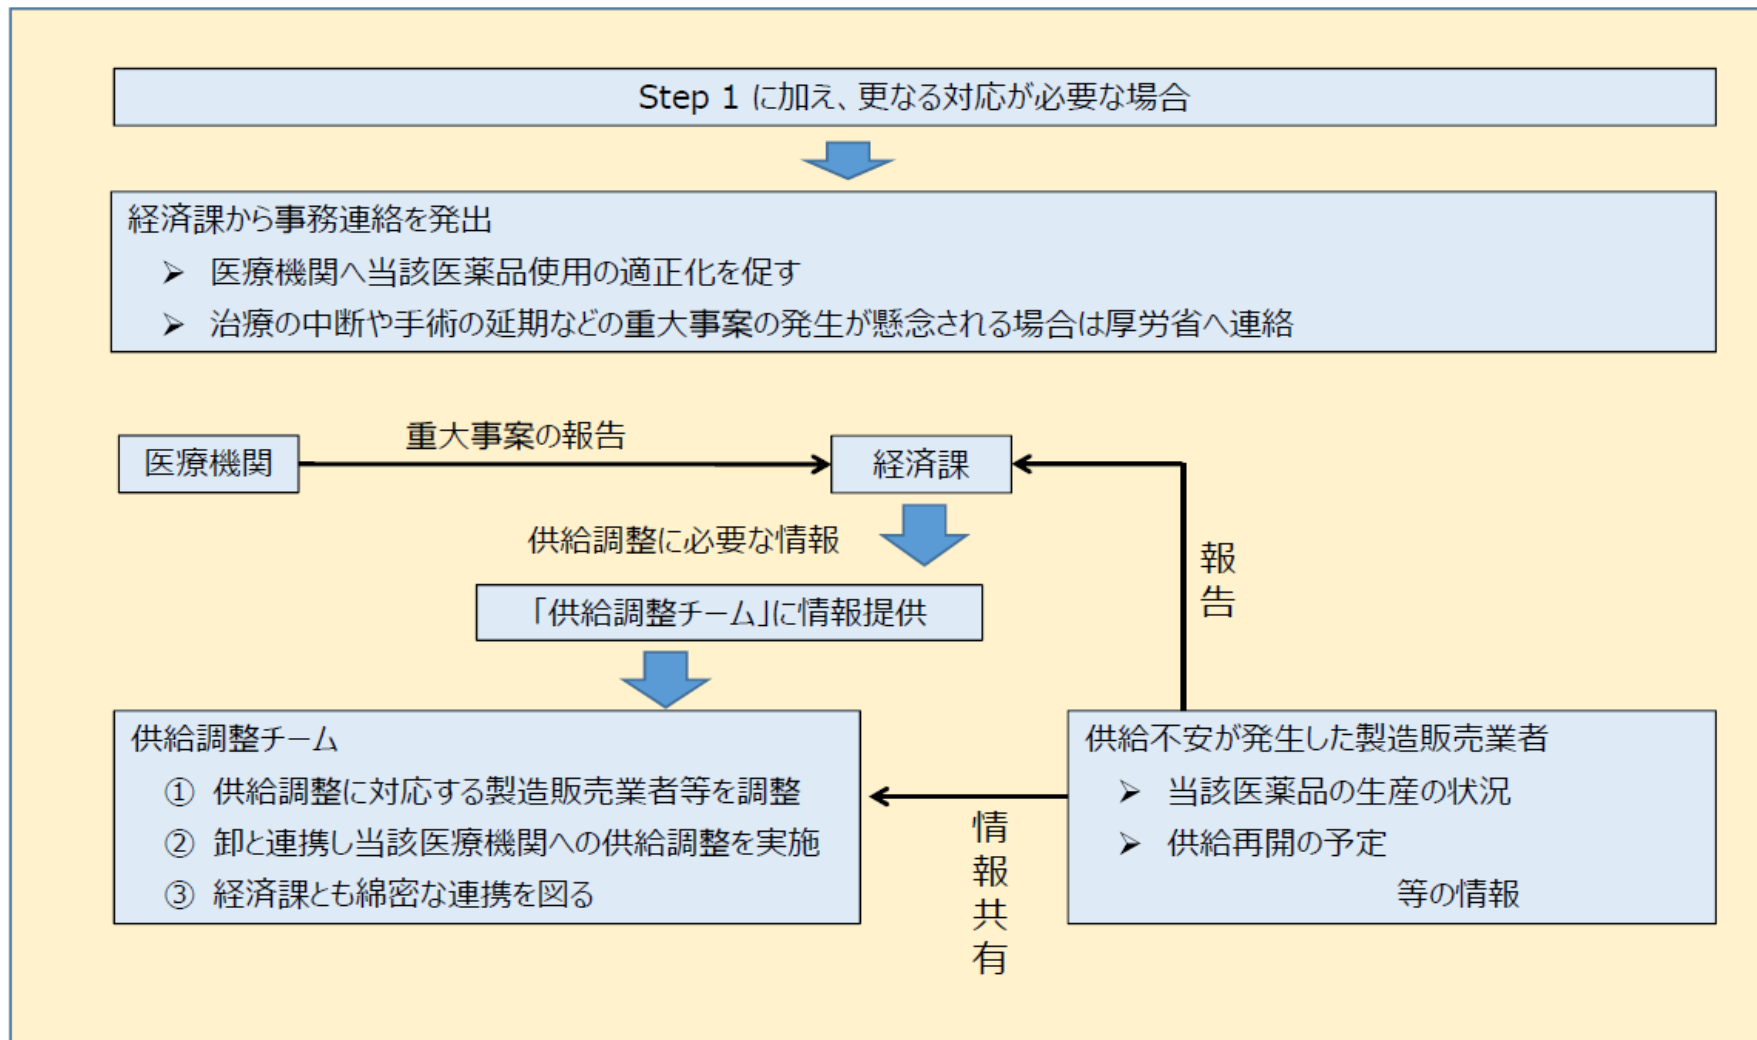 Step 1 に加え、更なる対応が必要な場合
経済課から事務連絡を発出
➢ 医療機関へ当該医薬品使用の適正化を促す
➢ 治療の中断や手術の延期などの重大事案の発生が懸念される場合は厚労省へ連絡
重大事案の報告
医療機関
経済課
供給調整に必要な情報
報告
「供給調整チーム」に情報提供
供給調整チーム
① 供給調整に対応する製造販売業者等を調整
② 卸と連携し当該医療機関への供給調整を実施
③ 経済課とも綿密な連携を図る
情報共有
供給不安が発生した製造販売業者
➢ 当該医薬品の生産の状況
➢ 供給再開の予定
等の情報